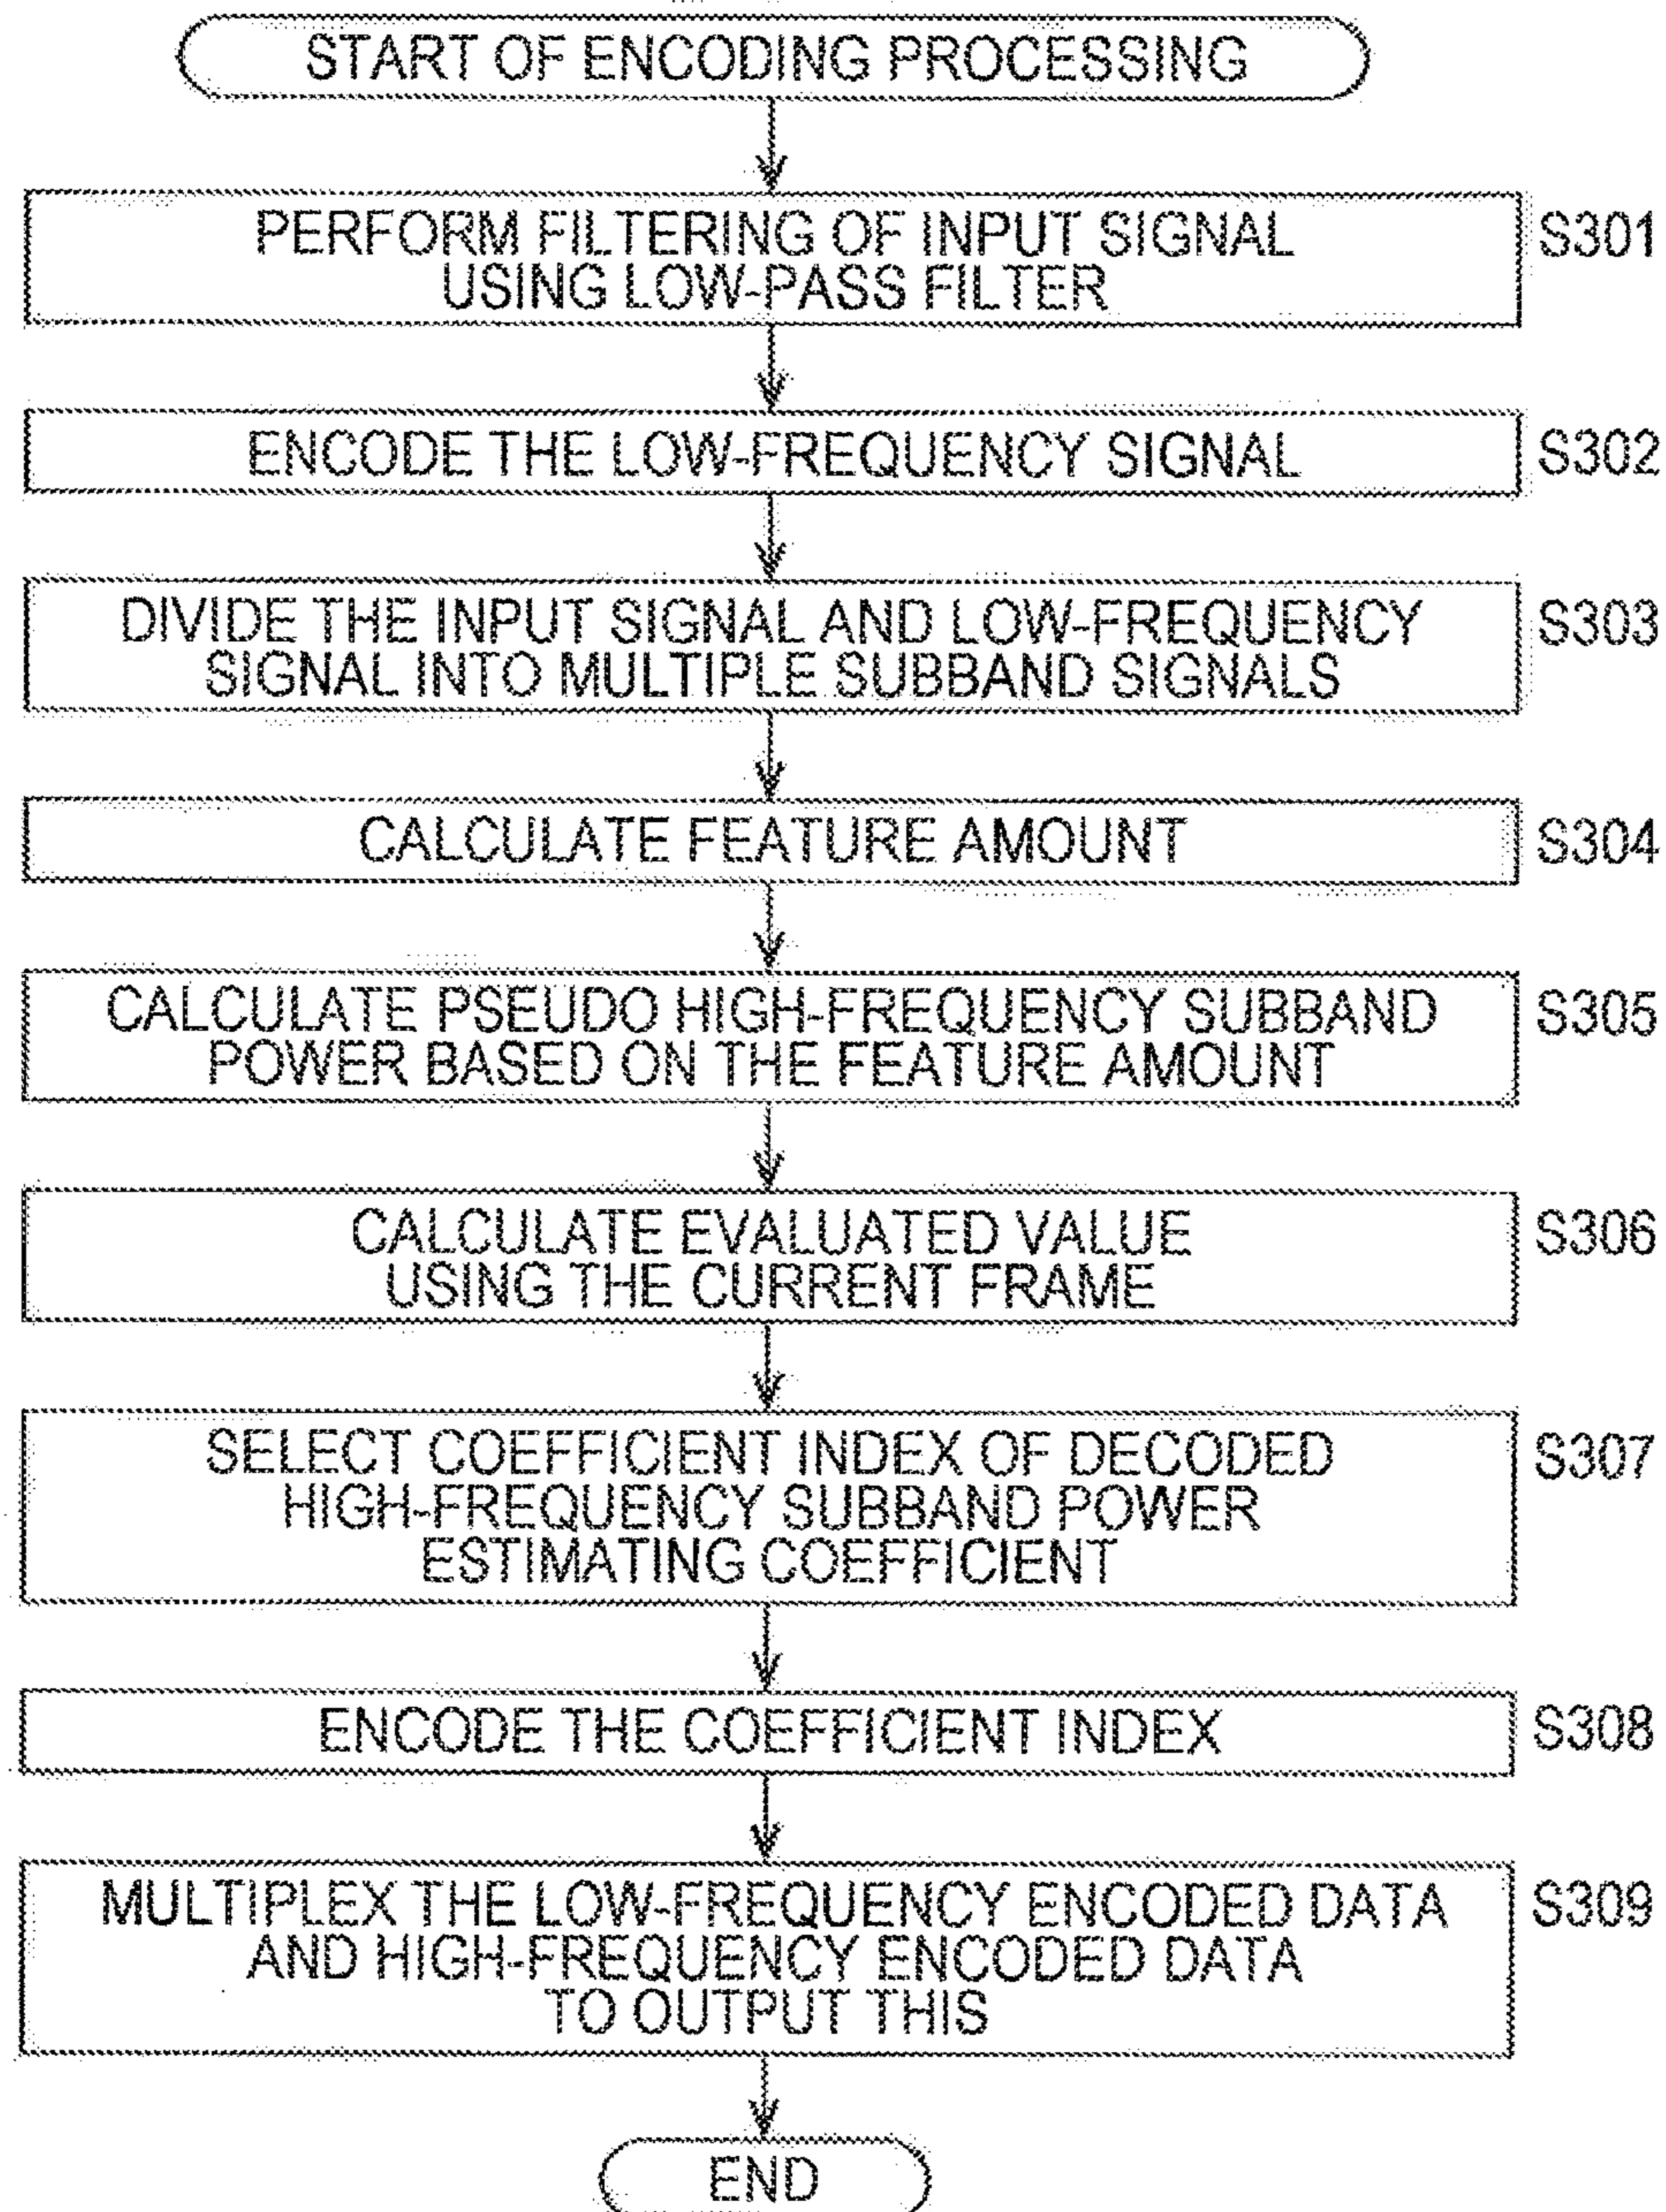 START OF ENCODING PROCESSING
PERFORM FILTERING OF INPUT SIGNAL
USING LOW-PASS FILTER
S301
ENCODE THE LOW-FREQUENCY SIGNAL
S302
DIVIDE THE INPUT SIGNAL AND LOW-FREQUENCY
SIGNAL INTO MULTIPLE SUBBAND SIGNALS
S303
CALCULATE FEATURE AMOUNT
S304
CALCULATE PSEUDO HIGH-FREQUENCY SUBBAND
POWER BASED ON THE FEATURE AMOUNT
S305
CALCULATE EVALUATED VALUE
USING THE CURRENT FRAME
S306
SELECT COEFFICIENT INDEX OF DECODED
HIGH-FREQUENCY SUBBAND POWER
ESTIMATING COEFFICIENT
S307
ENCODE THE COEFFICIENT INDEX
S308
MULTIPLEX THE LOW-FREQUENCY ENCODED DATA
AND HIGH-FREQUENCY ENCODED DATA
TO OUTPUT THIS
S309
END